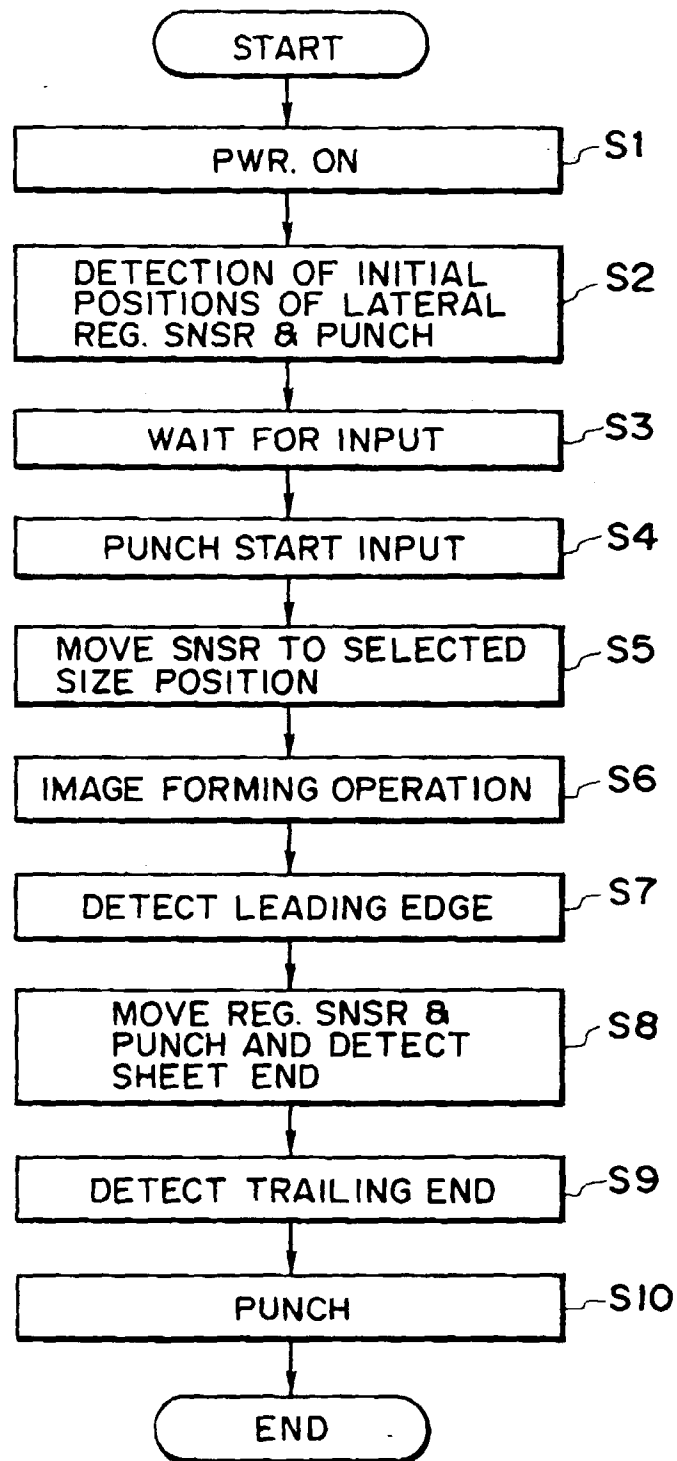 START
PWR. ON
S1
DETECTION OF INITIAL
POSITIONS OF LATERAL
REG. SNSR & PUNCH
S2
WAIT FOR INPUT
S3
PUNCH START INPUT
S4
MOVE SNSR TO SELECTED
SIZE POSITION
S5
IMAGE FORMING OPERATION
S6
DETECT LEADING EDGE
S7
MOVE REG. SNSR &
PUNCH AND DETECT
SHEET END
S8
DETECT TRAILING END
S9
PUNCH
S10
END